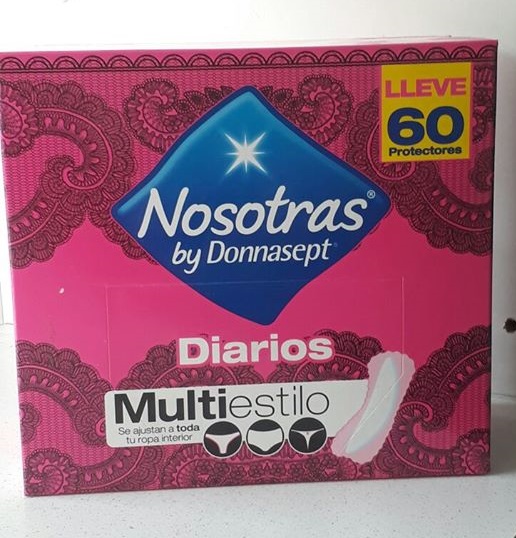 LLEVE
60
Protectores
Nosotras®
by Donnasept®
Diarios
Multiestilo
Se ajustan a toda
tu ropa interior